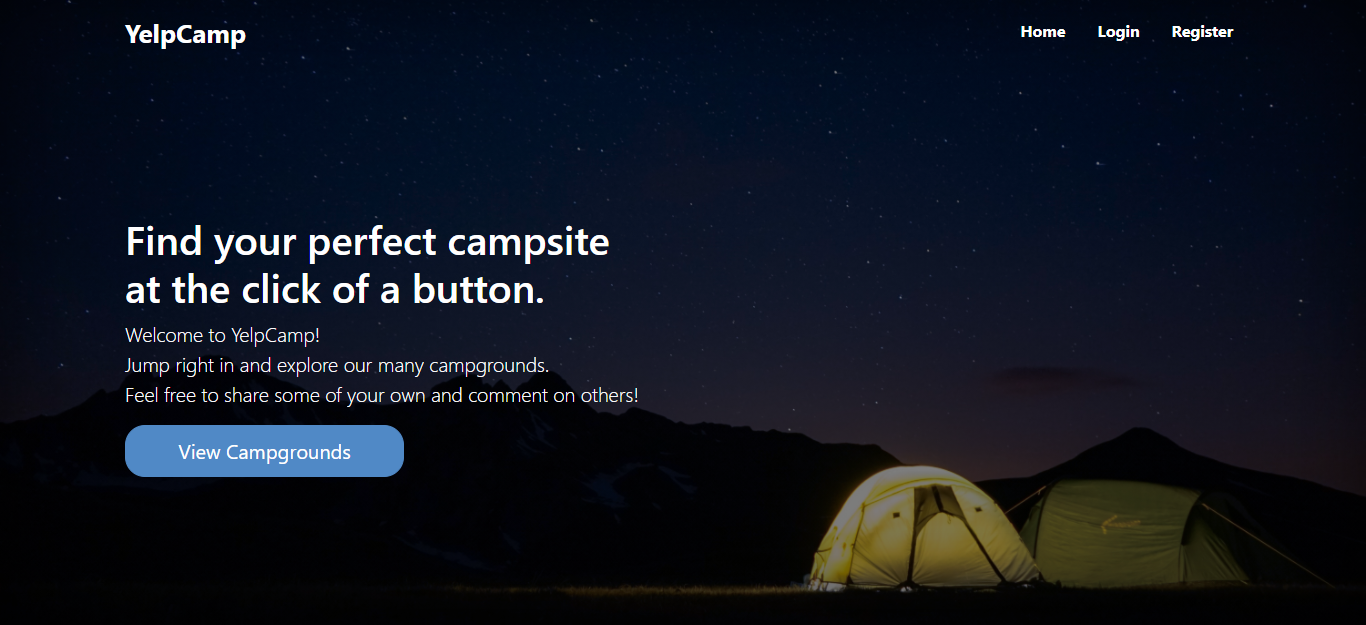 YelpCamp
Home Login Register
Find your perfect campsite
at the click of a button.
Welcome to YelpCamp!
Jump right in and explore our many campgrounds.
Feel free to share some of your own and comment on others!
View Campgrounds